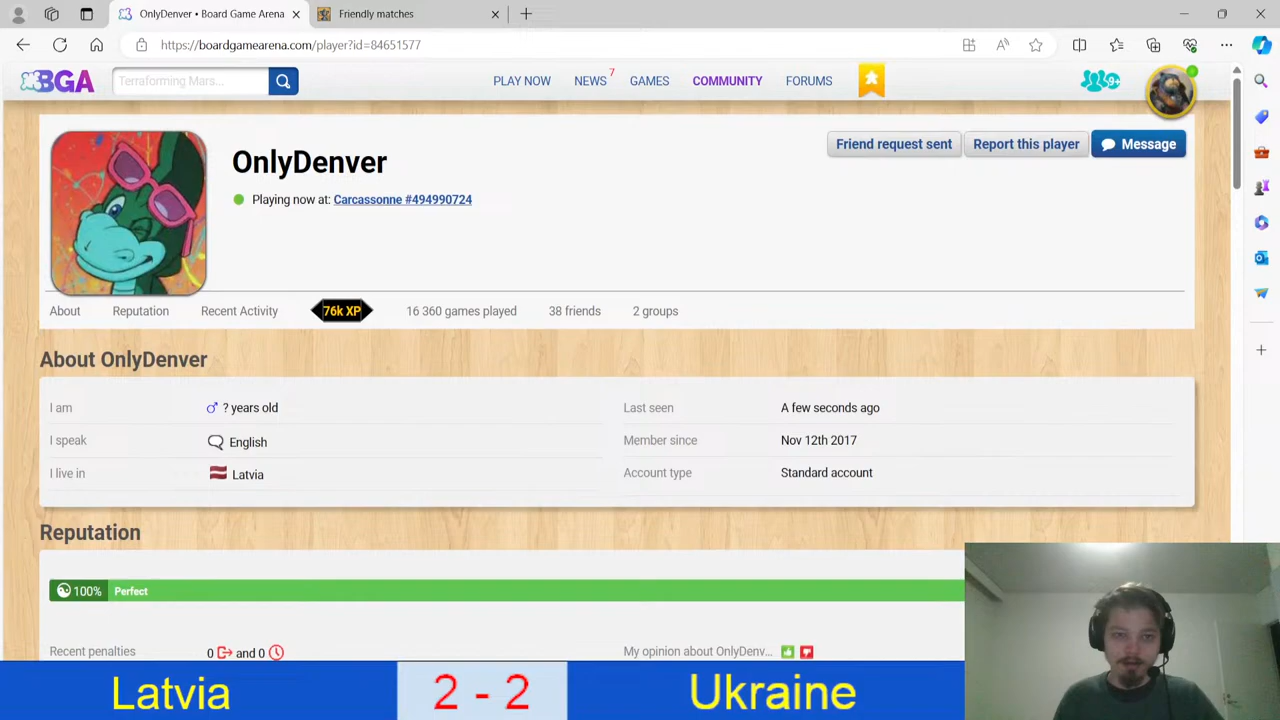 OnlyDenver • Board Game Arena
Friendly matches
https://boardgamearena.com/player?id=84651577
BGA
Terraforming Mars...
PLAY NOW
NEWS 7
GAMES
COMMUNITY
FORUMS
9+
OnlyDenver
Friend request sent
Report this player
Message
Playing now at: Carcassonne #494990724
About
Reputation
Recent Activity
76k XP
16 360 games played
38 friends
2 groups
About OnlyDenver
I am
? years old
Last seen
A few seconds ago
I speak
English
Member since
Nov 12th 2017
I live in
Latvia
Account type
Standard account
Reputation
100% Perfect
Recent penalties
0 and 0
My opinion about OnlyDenv...
Latvia
2 - 2
Ukraine